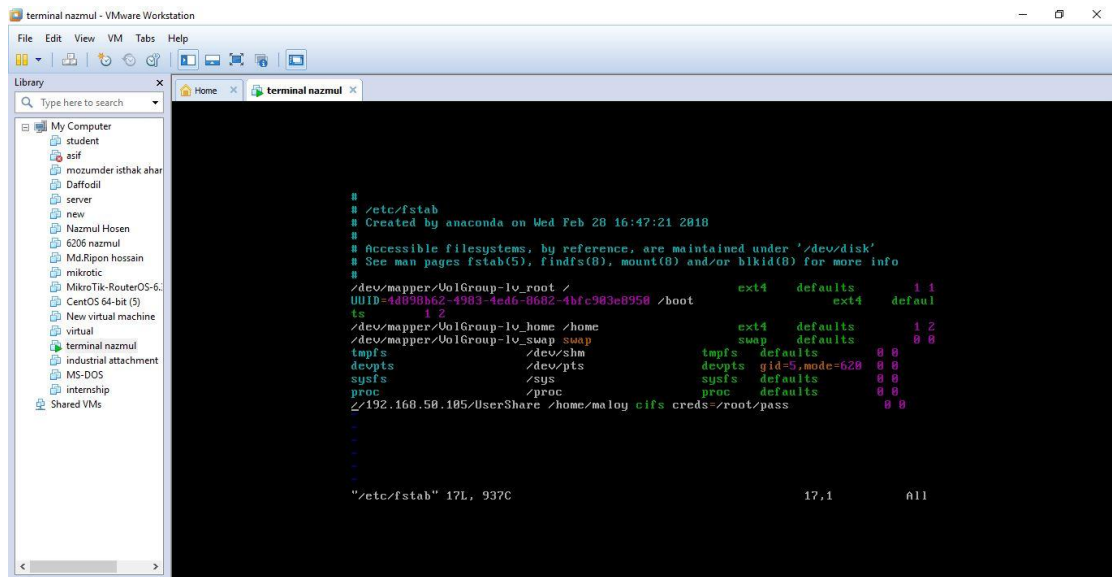 terminal nazmul - VMware Workstation
File Edit View VM Tabs Help
Library
Type here to search
My Computer
student
asif
mozumder isthak ahar
Daffodil
server
new
Nazmul Hosen
6206 nazmul
Md.Ripon hossain
mikrotic
MikroTik-RouterOS-6.
CentOS 64-bit (5)
New virtual machine
virtual
terminal nazmul
industrial attachment
MS-DOS
internship
Shared VMs
Home
terminal nazmul
#
# /etc/fstab
# Created by anaconda on Wed Feb 28 16:47:21 2018
#
# Accessible filesystems, by reference, are maintained under '/dev/disk'
# See man pages fstab(5), findfs(8), mount(8) and/or blkid(8) for more info
#
/dev/mapper/VolGroup-lv_root / ext4 defaults 1 1
UUID=4d898b62-4983-4ed6-8682-4bfc903e8950 /boot ext4 defaul
ts 1 2
/dev/mapper/VolGroup-lv_home /home ext4 defaults 1 2
/dev/mapper/VolGroup-lv_swap swap swap defaults 0 0
tmpfs /dev/shm tmpfs defaults 0 0
devpts /dev/pts devpts gid=5,mode=620 0 0
sysfs /sys sysfs defaults 0 0
proc /proc proc defaults 0 0
//192.168.50.105/UserShare /home/maloy cifs creds=/root/pass 0 0
~
~
~
~
~
"/etc/fstab" 17L, 937C 17,1 All